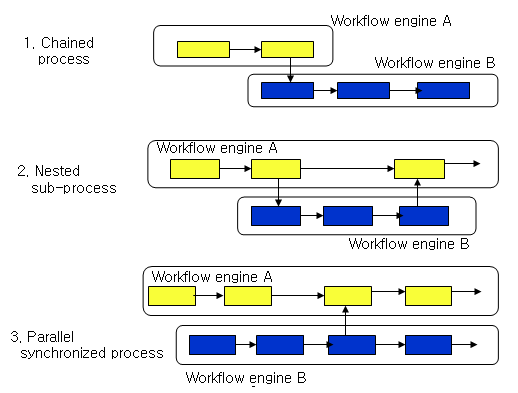 Workflow engine A
1, Chained
process
Workflow engine B
Workflow engine A
2, Nested
sub-process
Workflow engine B
Workflow engine A
3, Parallel
synchronized process
Workflow engine B